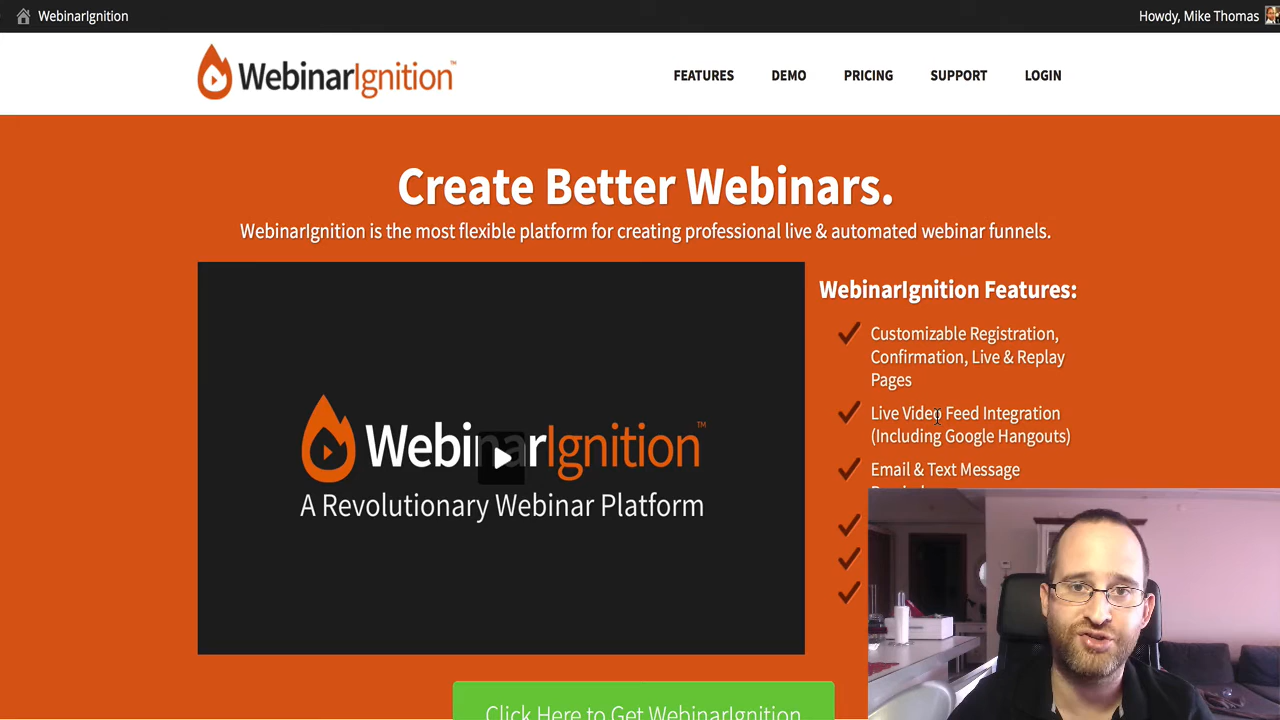 WebinarIgnition
Howdy, Mike Thomas
WebinarIgnition™
FEATURES
DEMO
PRICING
SUPPORT
LOGIN
Create Better Webinars.
WebinarIgnition is the most flexible platform for creating professional live & automated webinar funnels.
WebinarIgnition™
A Revolutionary Webinar Platform
WebinarIgnition Features:
Customizable Registration,
Confirmation, Live & Replay
Pages
Live Video Feed Integration
(Including Google Hangouts)
Email & Text Message
Click Here to Get WebinarIgnition